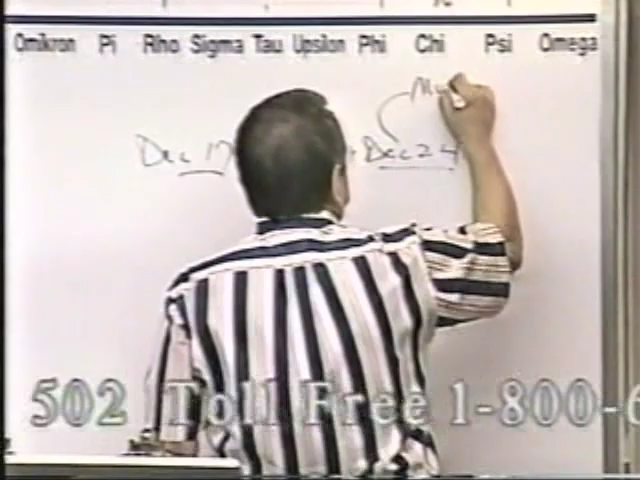 Omikron Pi Rho Sigma Tau Upsilon Phi Chi Psi Omega
Dec 17 Dec 24
502 Toll Free 1-800-6